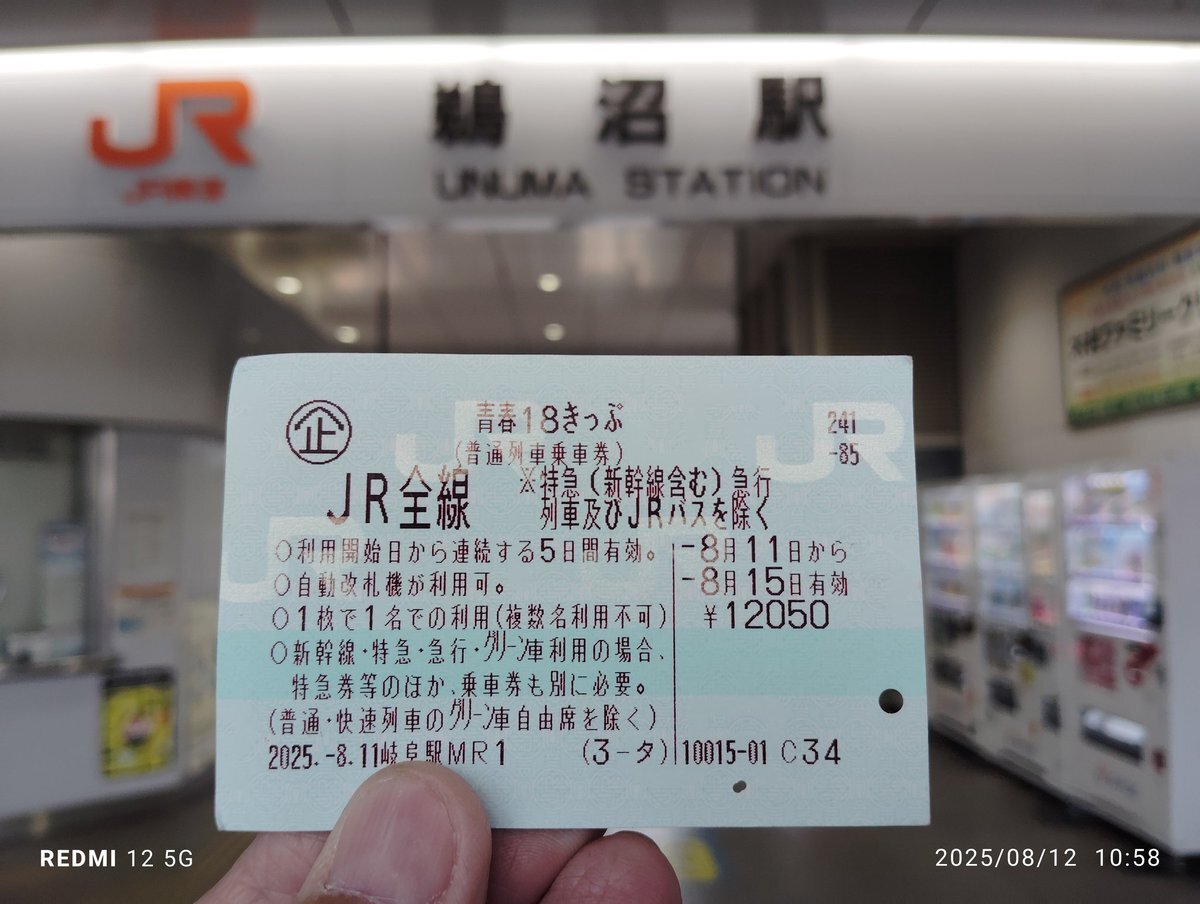 JR
鵜沼駅
UNUMA STATION
企
青春18きっぷ
241
(普通列車乗車券)
-85
JR全線
※特急(新幹線含む)急行
列車及びJRバスを除く
○利用開始日から連続する5日間有効。
-8月11日から
○自動改札機が利用可。
-8月15日有効
○1枚で1名での利用(複数名利用不可)
¥12050
○新幹線・特急・急行・グリーン車利用の場合、
特急券等のほか、乗車券も別に必要。
(普通・快速列車のグリーン車自由席を除く)
2025.-8.11岐阜駅MR1 (3-タ) 10015-01 C34
REDMI 12 5G
2025/08/12 10:58